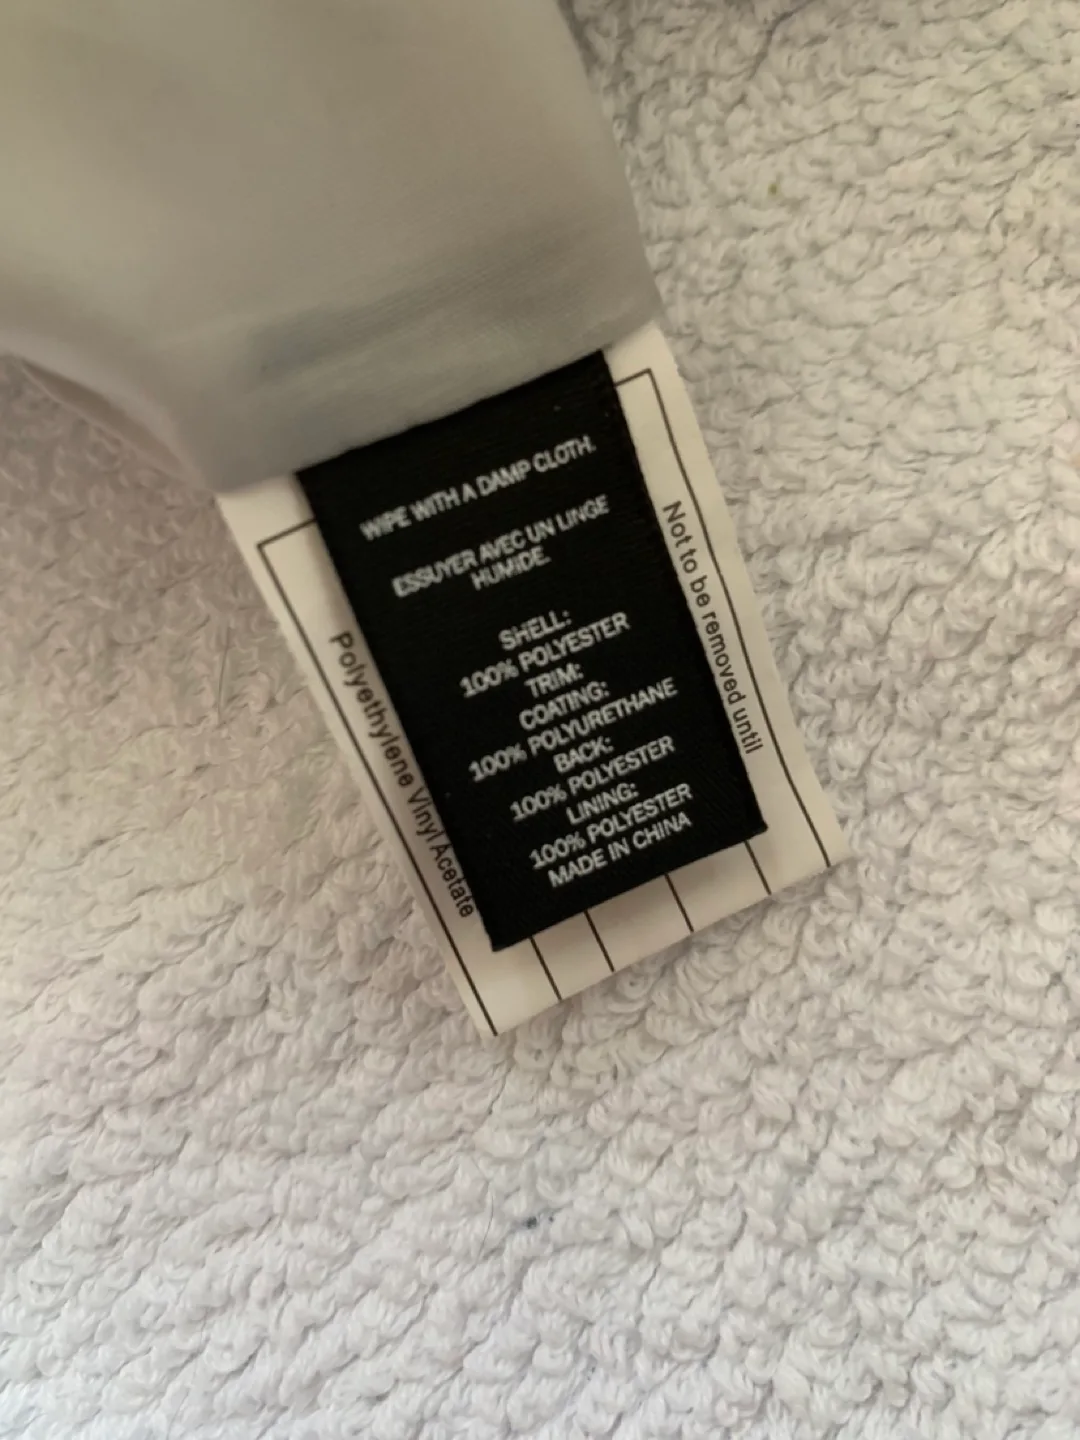 WIPE WITH A DAMP CLOTH.
ESSUYER AVEC UN LINGE
HUMIDE.
SHELL:
100% POLYESTER
TRIM:
COATING:
100% POLYURETHANE
BACK:
100% POLYESTER
LINING:
100% POLYESTER
MADE IN CHINA
Polyethylene Vinyl Acetate
Not to be removed until